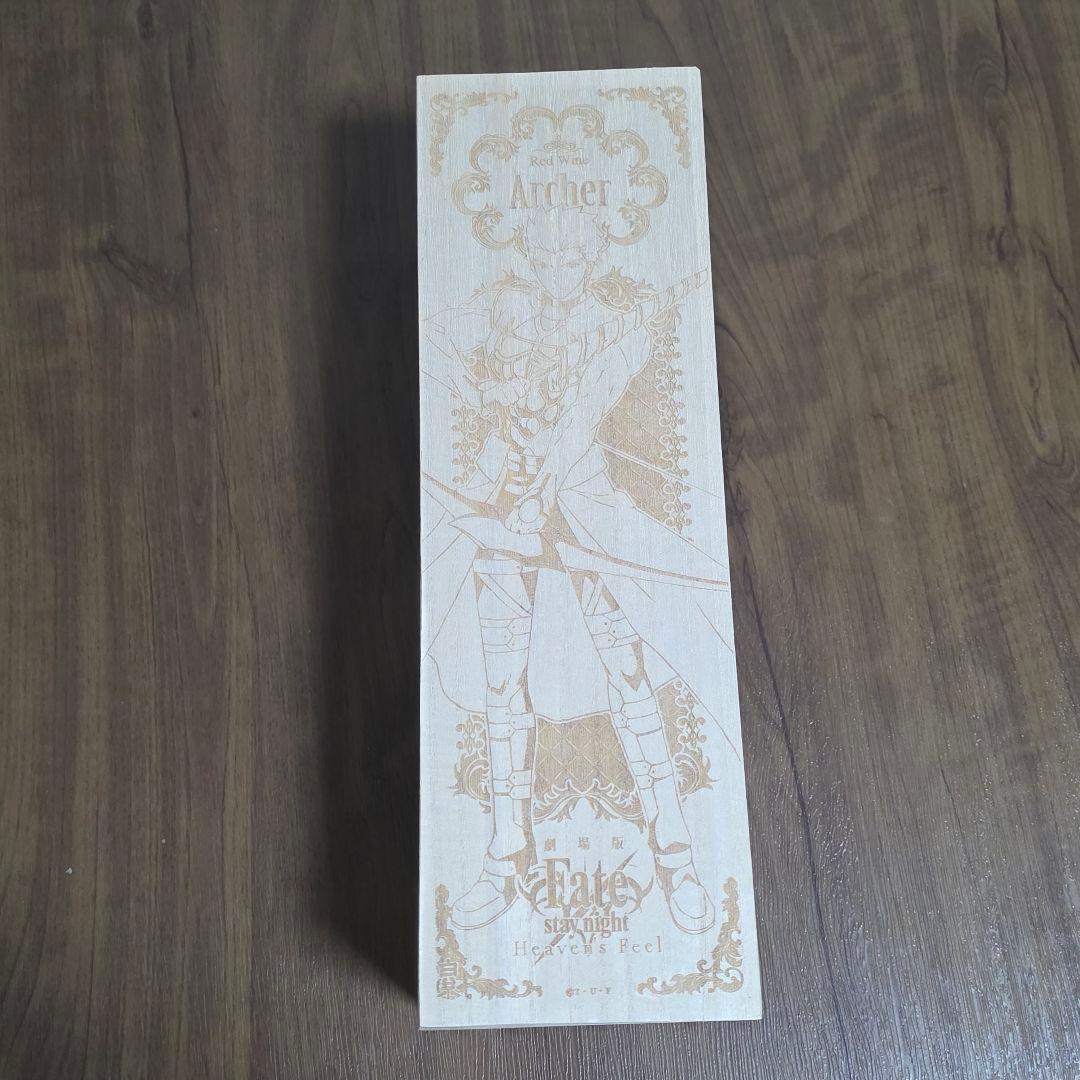 Red Wine
Archer
劇場版
Fate
stay night
Heaven's Feel